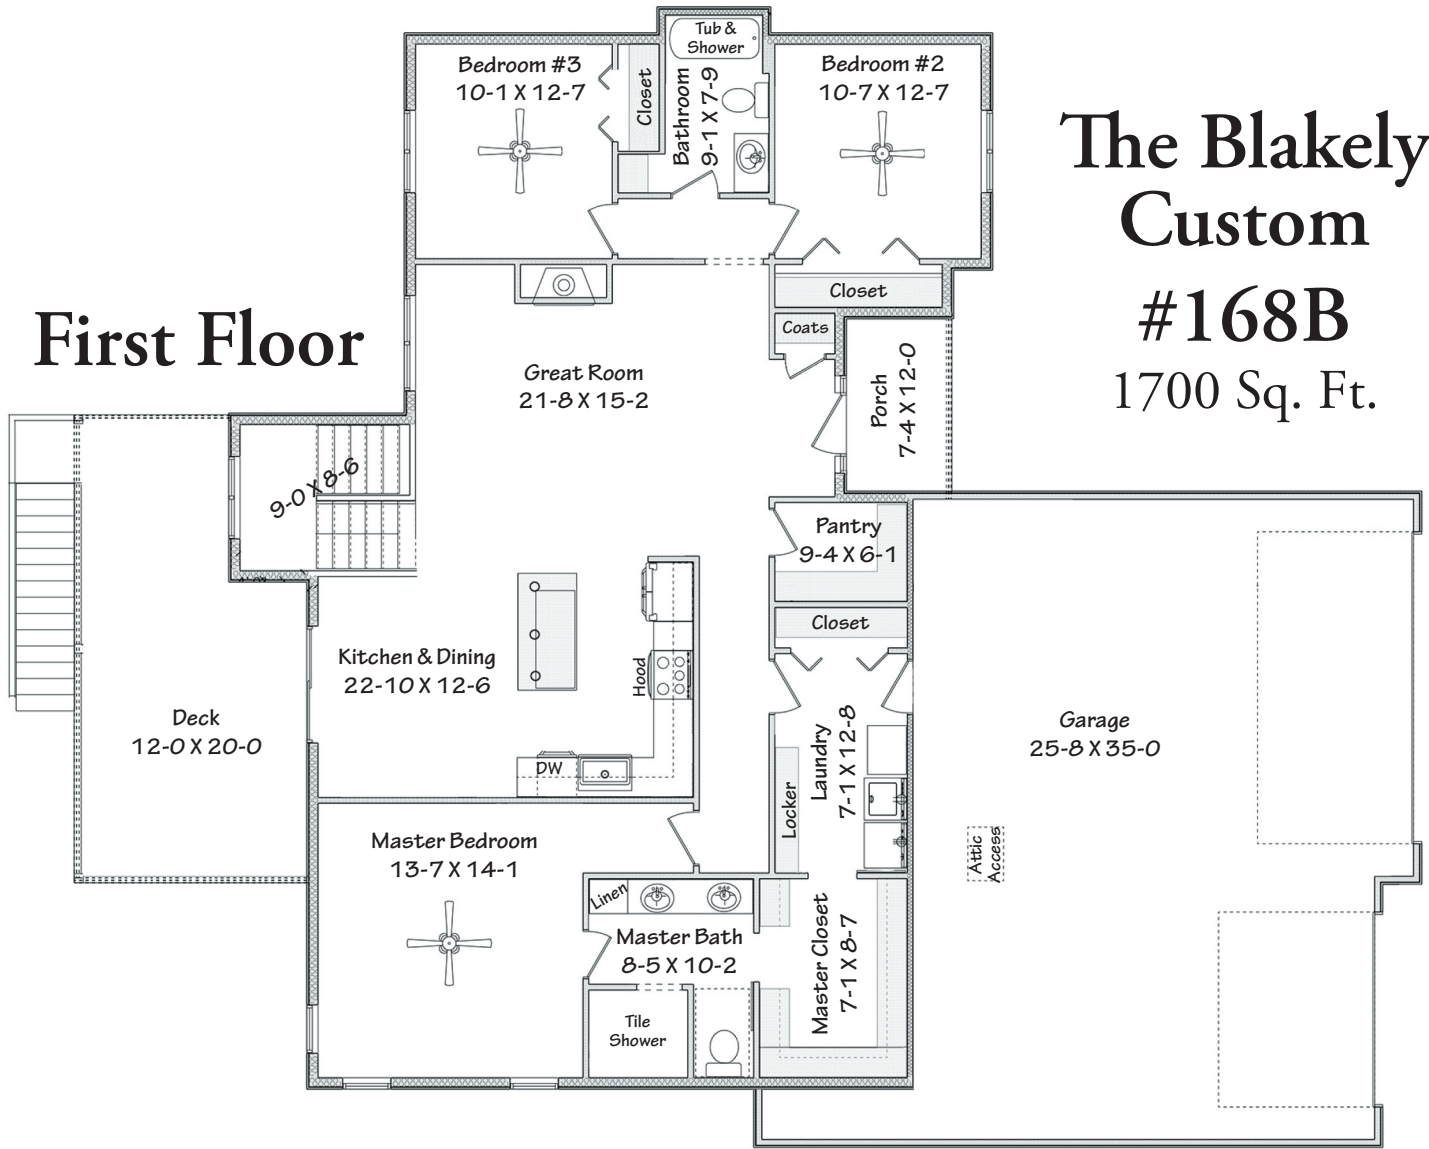 Tub &
Shower
Bedroom #3
10-1 X 12-7
Closet
Bathroom
9-1 X 7-9
Bedroom #2
10-7 X 12-7
The Blakely
Custom
#168B
1700 Sq. Ft.
First Floor
Closet
Coats
Great Room
21-8 X 15-2
Porch
7-4 X 12-0
9-0 X 8-6
Pantry
9-4 X 6-1
Closet
Kitchen & Dining
22-10 X 12-6
Hood
Deck
12-0 X 20-0
DW
Laundry
7-1 X 12-8
Locker
Garage
25-8 X 35-0
Attic
Access
Master Bedroom
13-7 X 14-1
Linen
Master Bath
8-5 X 10-2
Master Closet
7-1 X 8-7
Tile
Shower